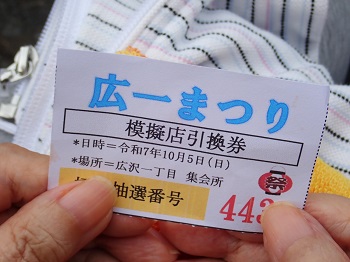 広一まつり
模擬店引換券
*日時＝令和7年10月5日(日)
*場所＝広沢一丁目 集会所
祭
抽選番号
443